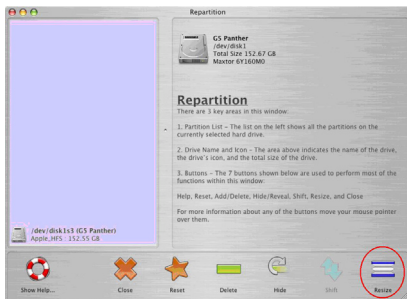 Repartition
G5 Panther
/dev/disk1
Total Size 152.67 GB
Maxtor 6Y160M0
Repartition
There are 3 key areas in this window:
1. Partition List - The list on the left shows all the partitions on the
currently selected hard drive.
2. Drive Name and Icon - The area above indicates the name of the drive,
the drive's icon, and the total size of the drive.
3. Buttons - The 7 buttons shown below are used to perform most of the
functions within this window:
Help, Reset, Add/Delete, Hide/Reveal, Shift, Resize, and Close
For more information about any of the buttons move your mouse pointer
over them.
/dev/disk1s3 (G5 Panther)
Apple_HFS : 152.55 GB
Show Help...
Close
Reset
Delete
Hide
Shift
Resize